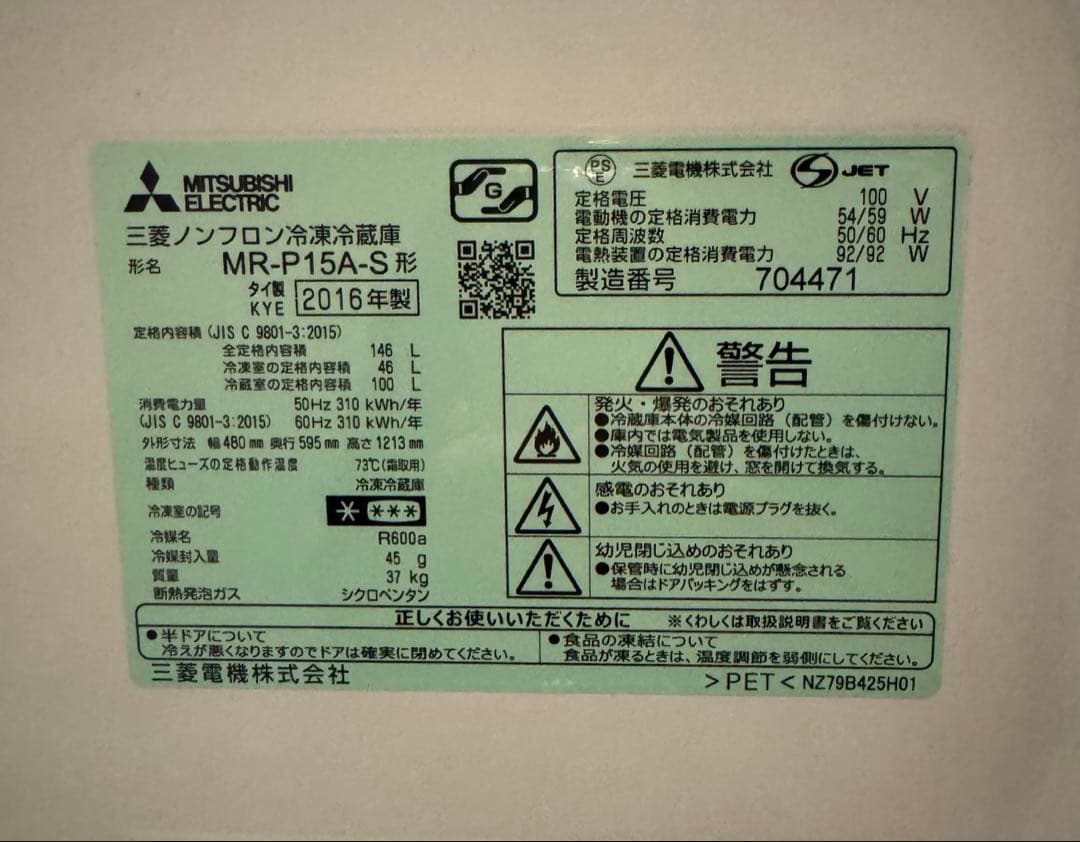 MITSUBISHI
ELECTRIC
G
三菱ノンフロン冷凍冷蔵庫
形名 MR-P15A-S形
タイ製
KYE 2016年製
PS
E 三菱電機株式会社 S JET
定格電圧 100 V
電動機の定格消費電力 54/59 W
定格周波数 50/60 Hz
電熱装置の定格消費電力 92/92 W
製造番号 704471
定格内容積 (JIS C 9801-3:2015)
全定格内容積 146 L
冷凍室の定格内容積 46 L
冷蔵室の定格内容積 100 L
消費電力量 50Hz 310 kWh/年
(JIS C 9801-3:2015) 60Hz 310 kWh/年
外形寸法 幅480mm 奥行595mm 高さ1213mm
温度ヒューズの定格動作温度 73℃(霜取用)
種類 冷凍冷蔵庫
冷凍室の記号 * ***
冷媒名 R600a
冷媒封入量 45 g
質量 37 kg
断熱発泡ガス シクロペンタン
警告
発火・爆発のおそれあり
●冷蔵庫本体の冷媒回路（配管）を傷付けない。
●庫内では電気製品を使用しない。
●冷媒回路（配管）を傷付けたときは、
火気の使用を避け、窓を開けて換気する。
感電のおそれあり
●お手入れのときは電源プラグを抜く。
幼児閉じ込めのおそれあり
●保管時に幼児閉じ込めが懸念される
場合はドアパッキングをはずす。
正しくお使いいただくために ※くわしくは取扱説明書をご覧ください
●半ドアについて
冷えが悪くなりますのでドアは確実に閉めてください。
●食品の凍結について
食品が凍るときは、温度調節を弱側にしてください。
三菱電機株式会社
>PET< NZ79B425H01